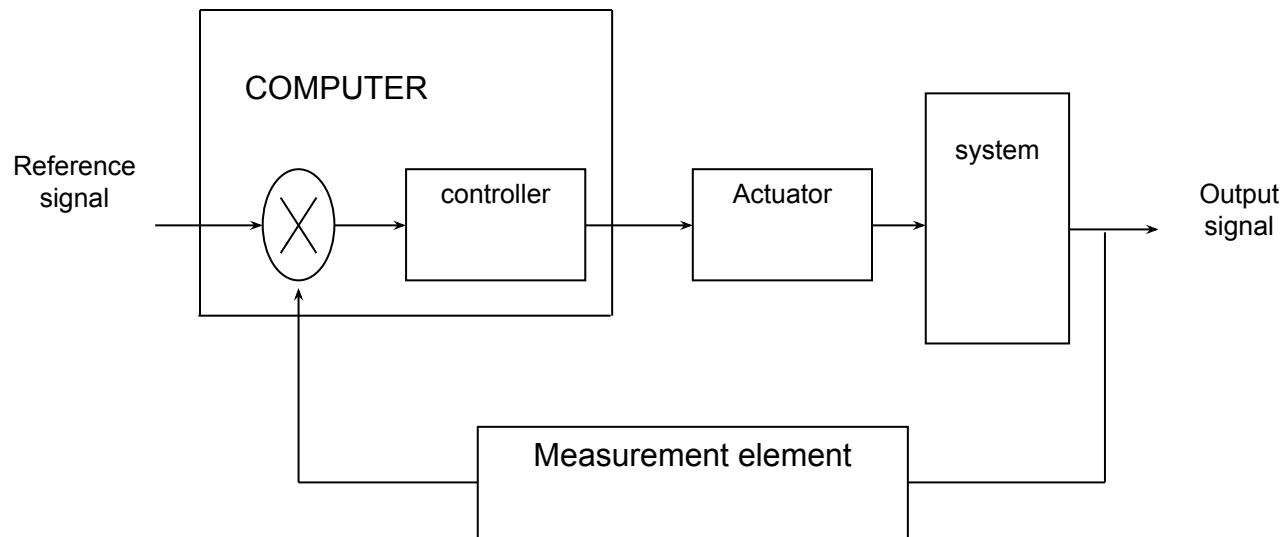 COMPUTER
Reference
signal
controller
Actuator
system
Output
signal
Measurement element